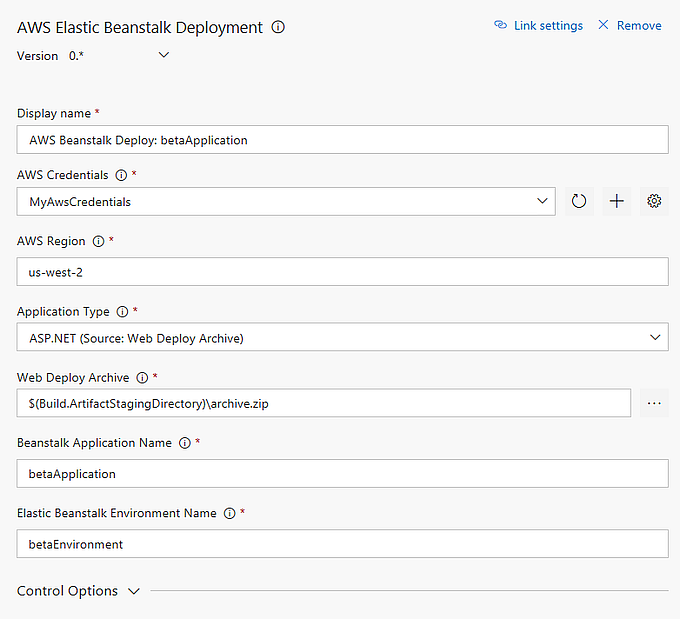 AWS Elastic Beanstalk Deployment
Link settings
Remove
Version 0.*
Display name *
AWS Beanstalk Deploy: betaApplication
AWS Credentials *
MyAwsCredentials
AWS Region *
us-west-2
Application Type *
ASP.NET (Source: Web Deploy Archive)
Web Deploy Archive *
$(Build.ArtifactStagingDirectory)\archive.zip
Beanstalk Application Name *
betaApplication
Elastic Beanstalk Environment Name *
betaEnvironment
Control Options